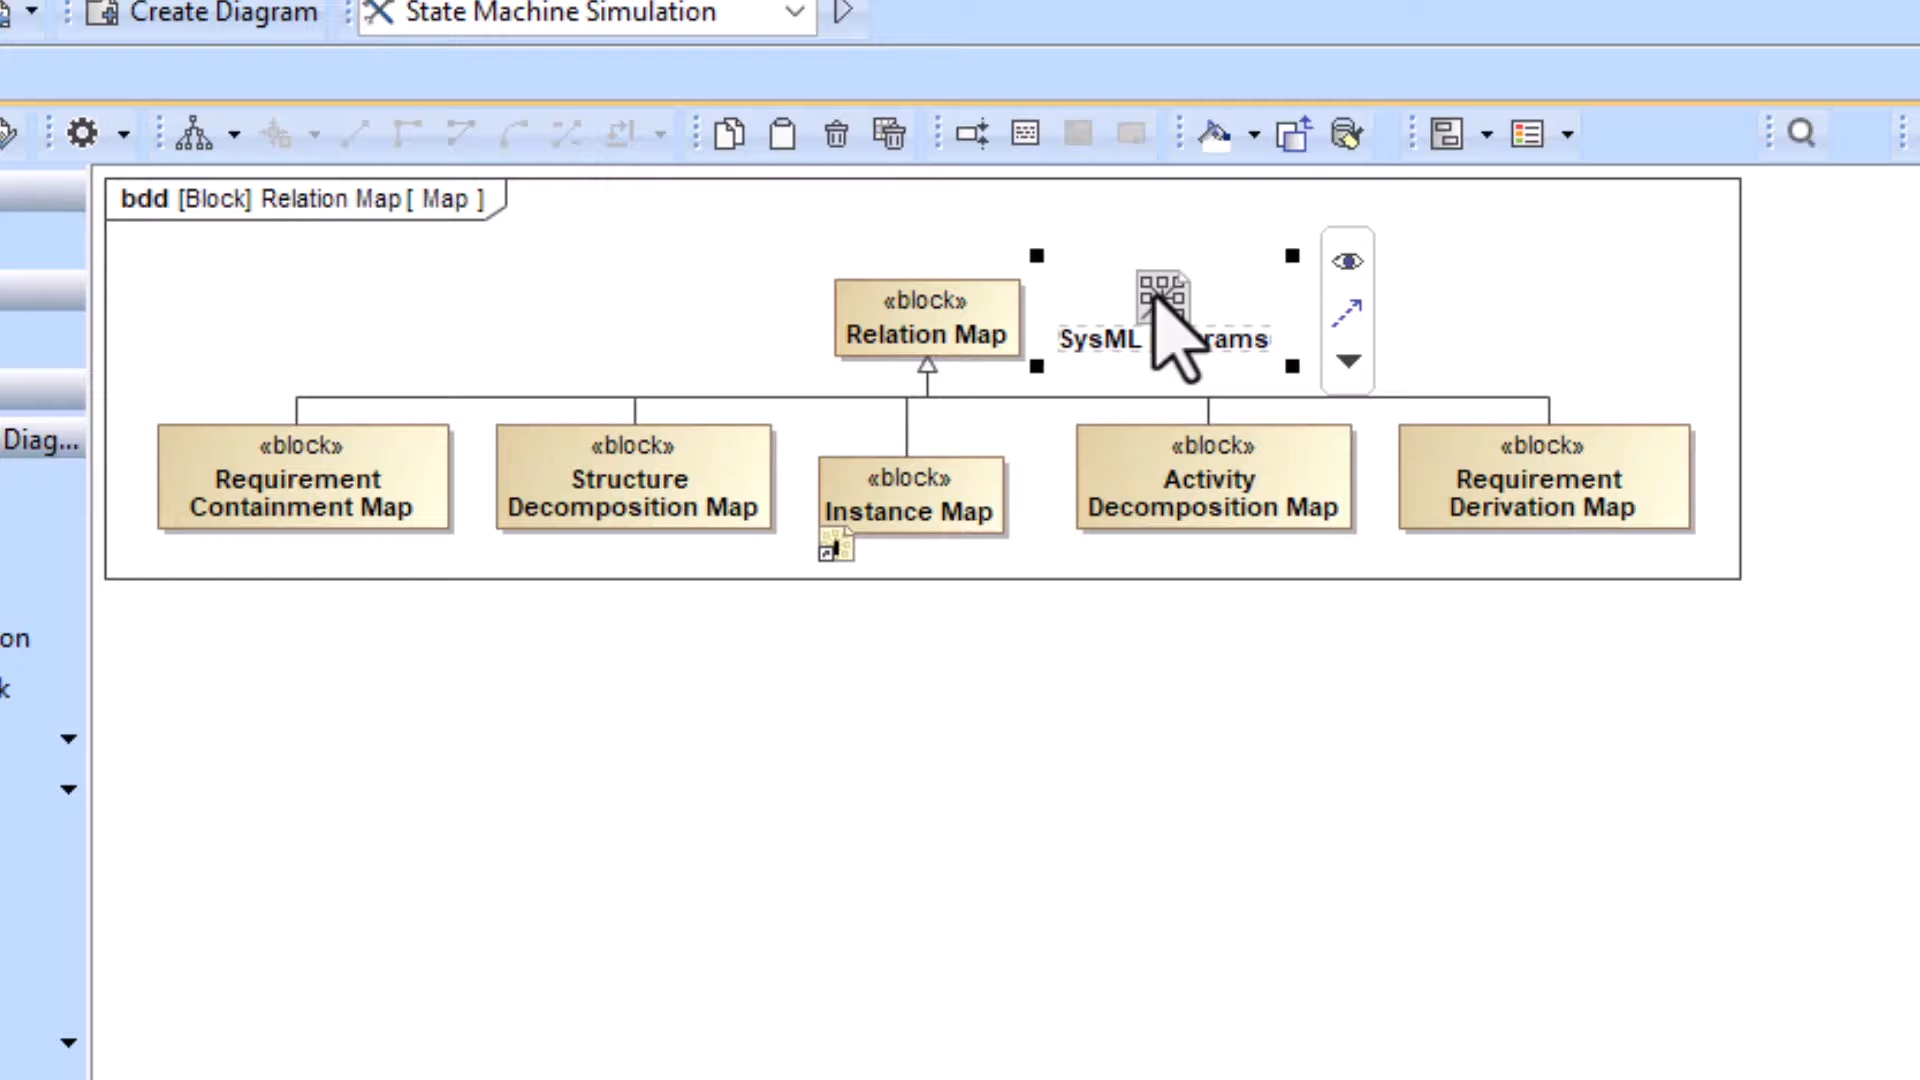 Create Diagram
State Machine Simulation
bdd [Block] Relation Map[ Map ]
«block»
Relation Map
SysML
rams
Diag...
«block»
Requirement
Containment Map
«block»
Structure
Decomposition Map
«block»
Instance Map
«block»
Activity
Decomposition Map
«block»
Requirement
Derivation Map
on
k